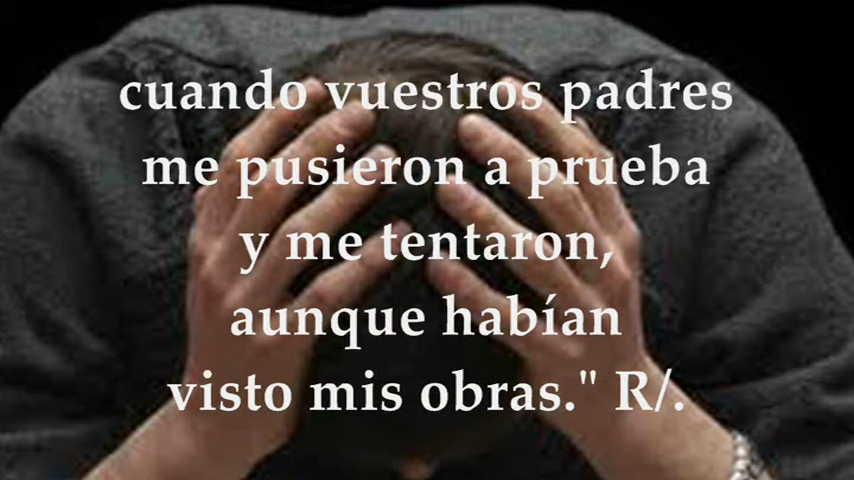 cuando vuestros padres
me pusieron a prueba
y me tentaron,
aunque habían
visto mis obras." R/.